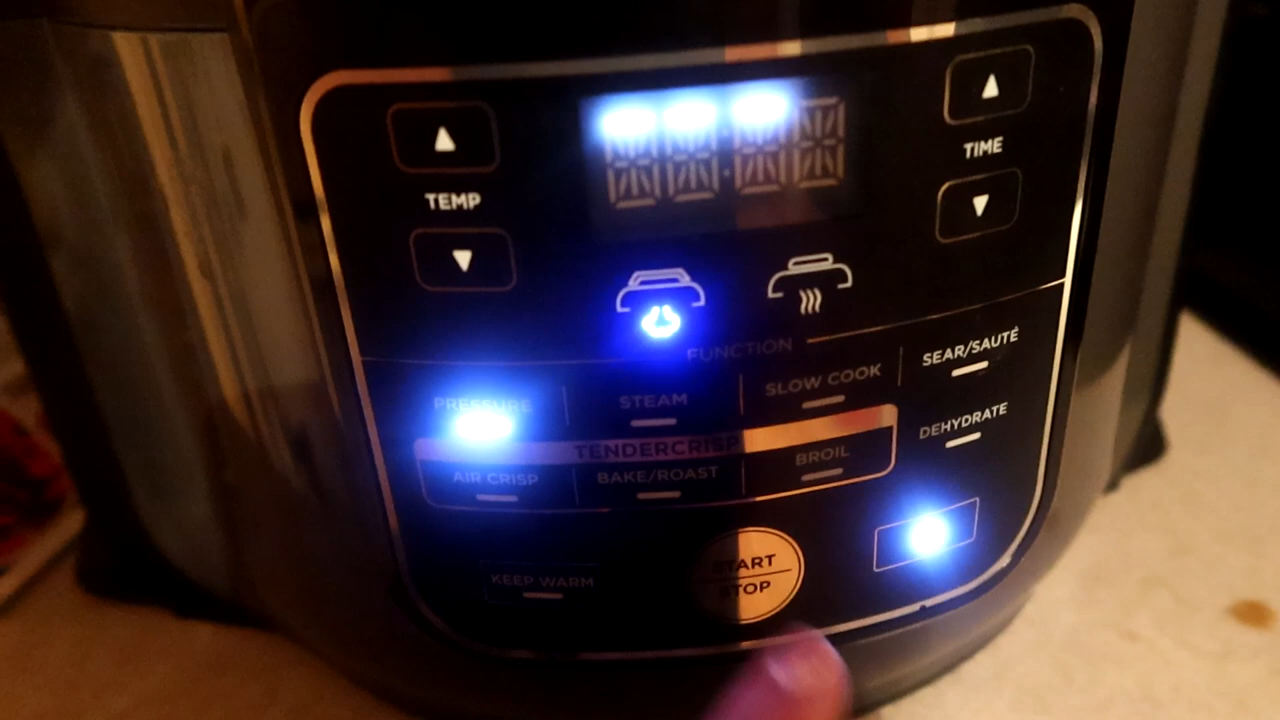 TEMP
TIME
FUNCTION
PRESSURE
STEAM
SLOW COOK
SEAR/SAUTÉ
TENDERCRISP
AIR CRISP
BAKE/ROAST
BROIL
DEHYDRATE
KEEP WARM
START
STOP